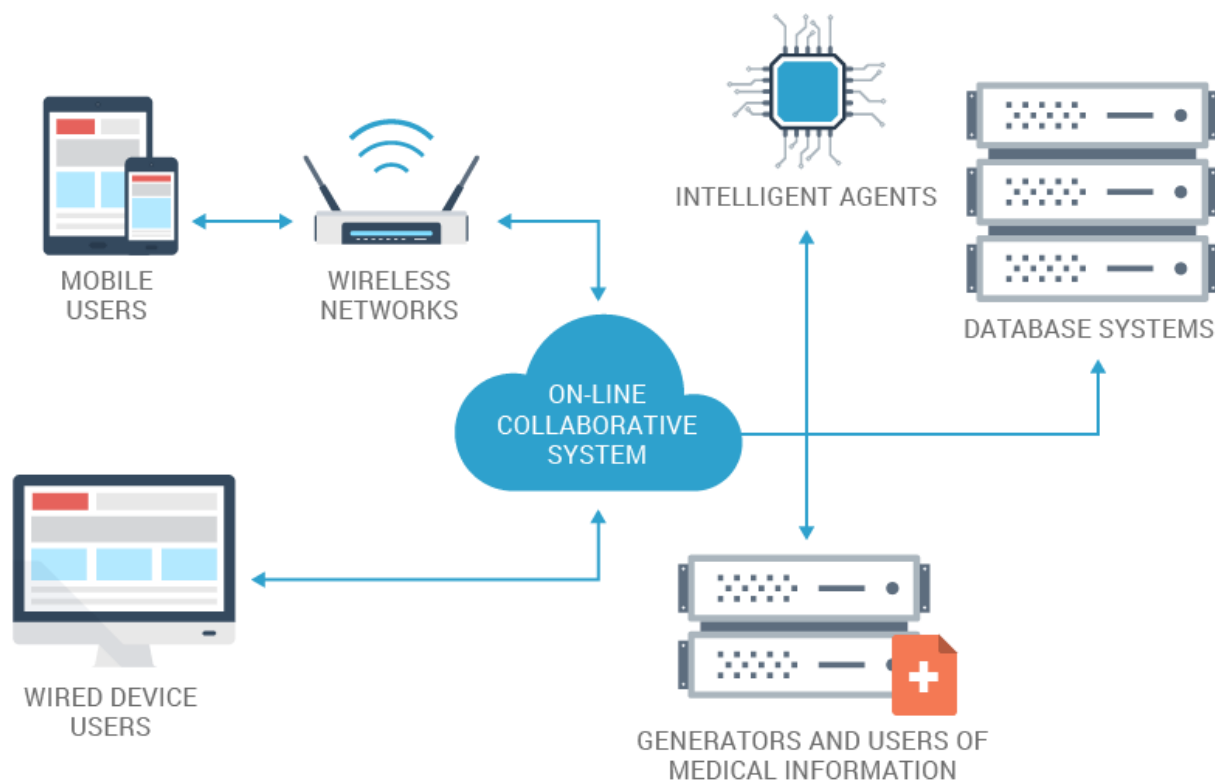 INTELLIGENT AGENTS
MOBILE
USERS
WIRELESS
NETWORKS
DATABASE SYSTEMS
ON-LINE
COLLABORATIVE
SYSTEM
WIRED DEVICE
USERS
GENERATORS AND USERS OF
MEDICAL INFORMATION